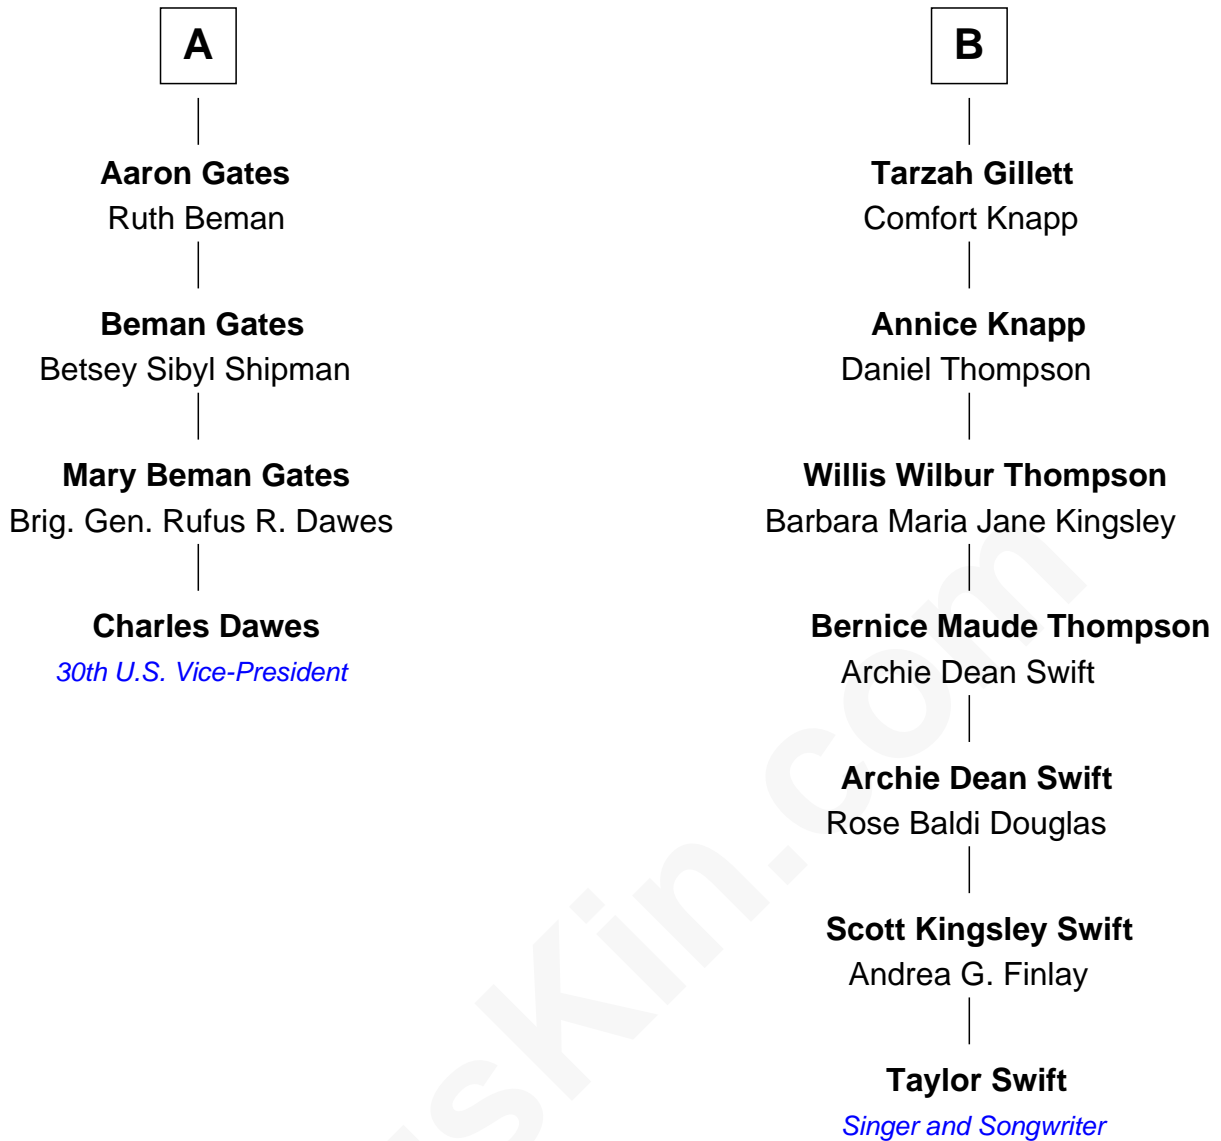 A
Aaron Gates
Ruth Beman
Beman Gates
Betsey Sibyl Shipman
Mary Beman Gates
Brig. Gen. Rufus R. Dawes
Charles Dawes
30th U.S. Vice-President
B
Tarzah Gillett
Comfort Knapp
Annice Knapp
Daniel Thompson
Willis Wilbur Thompson
Barbara Maria Jane Kingsley
Bernice Maude Thompson
Archie Dean Swift
Archie Dean Swift
Rose Baldi Douglas
Scott Kingsley Swift
Andrea G. Finlay
Taylor Swift
Singer and Songwriter